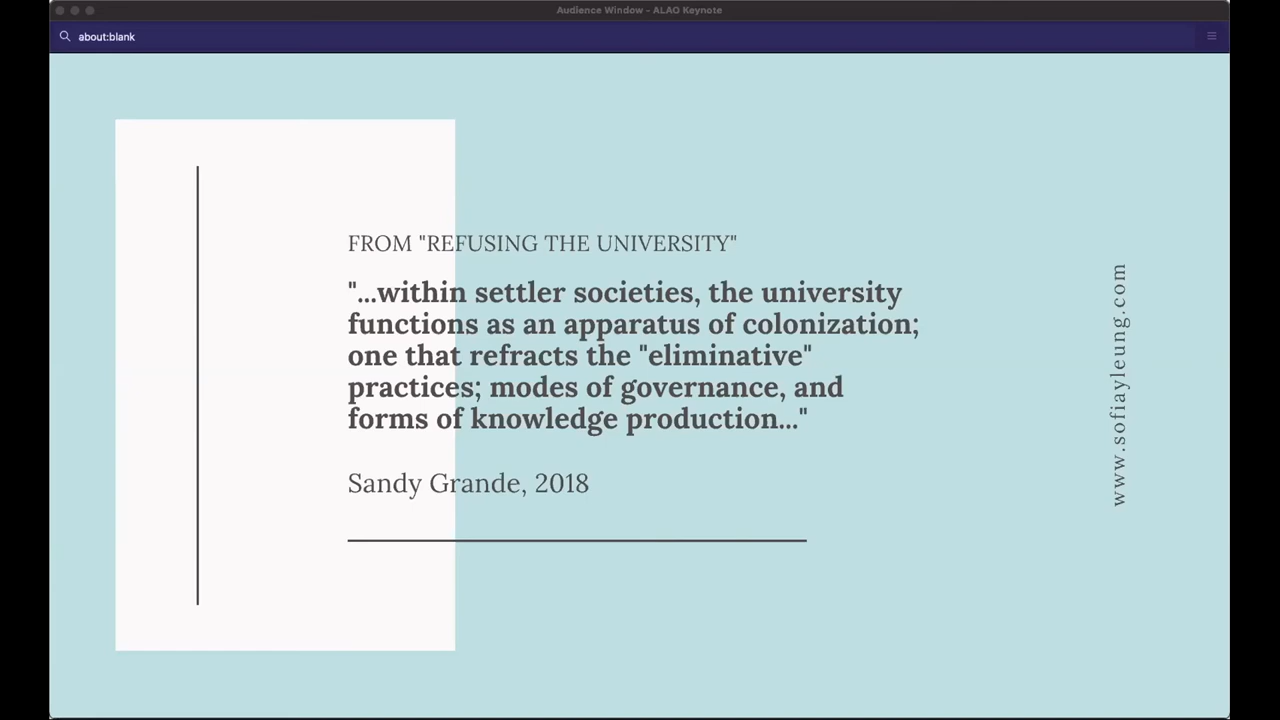 Audience Window - ALAO Keynote
about:blank
FROM "REFUSING THE UNIVERSITY"
"...within settler societies, the university
functions as an apparatus of colonization;
one that refracts the "eliminative"
practices; modes of governance, and
forms of knowledge production..."
Sandy Grande, 2018
www.sofiayleung.com